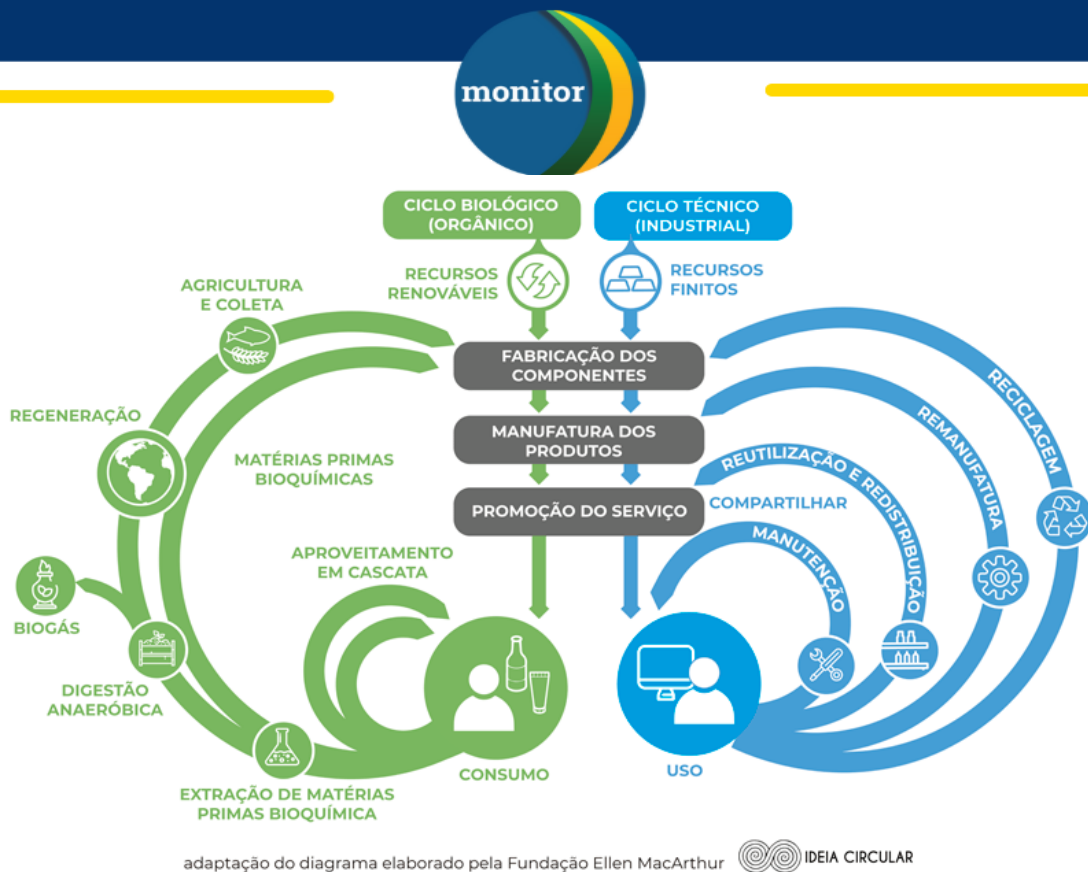 monitor
CICLO BIOLÓGICO
(ORGÂNICO)
CICLO TÉCNICO
(INDUSTRIAL)
RECURSOS
RENOVÁVEIS
RECURSOS
FINITOS
AGRICULTURA
E COLETA
FABRICAÇÃO DOS
COMPONENTES
REGENERAÇÃO
MATÉRIAS PRIMAS
BIOQUÍMICAS
MANUFATURA DOS
PRODUTOS
PROMOÇÃO DO SERVIÇO
RECICLAGEM
REMANUFATURA
REUTILIZAÇÃO E REDISTRIBUIÇÃO
COMPARTILHAR
MANUTENÇÃO
APROVEITAMENTO
EM CASCATA
BIOGÁS
DIGESTÃO
ANAERÓBICA
CONSUMO
USO
EXTRAÇÃO DE MATÉRIAS
PRIMAS BIOQUÍMICA
adaptação do diagrama elaborado pela Fundação Ellen MacArthur
IDEIA CIRCULAR